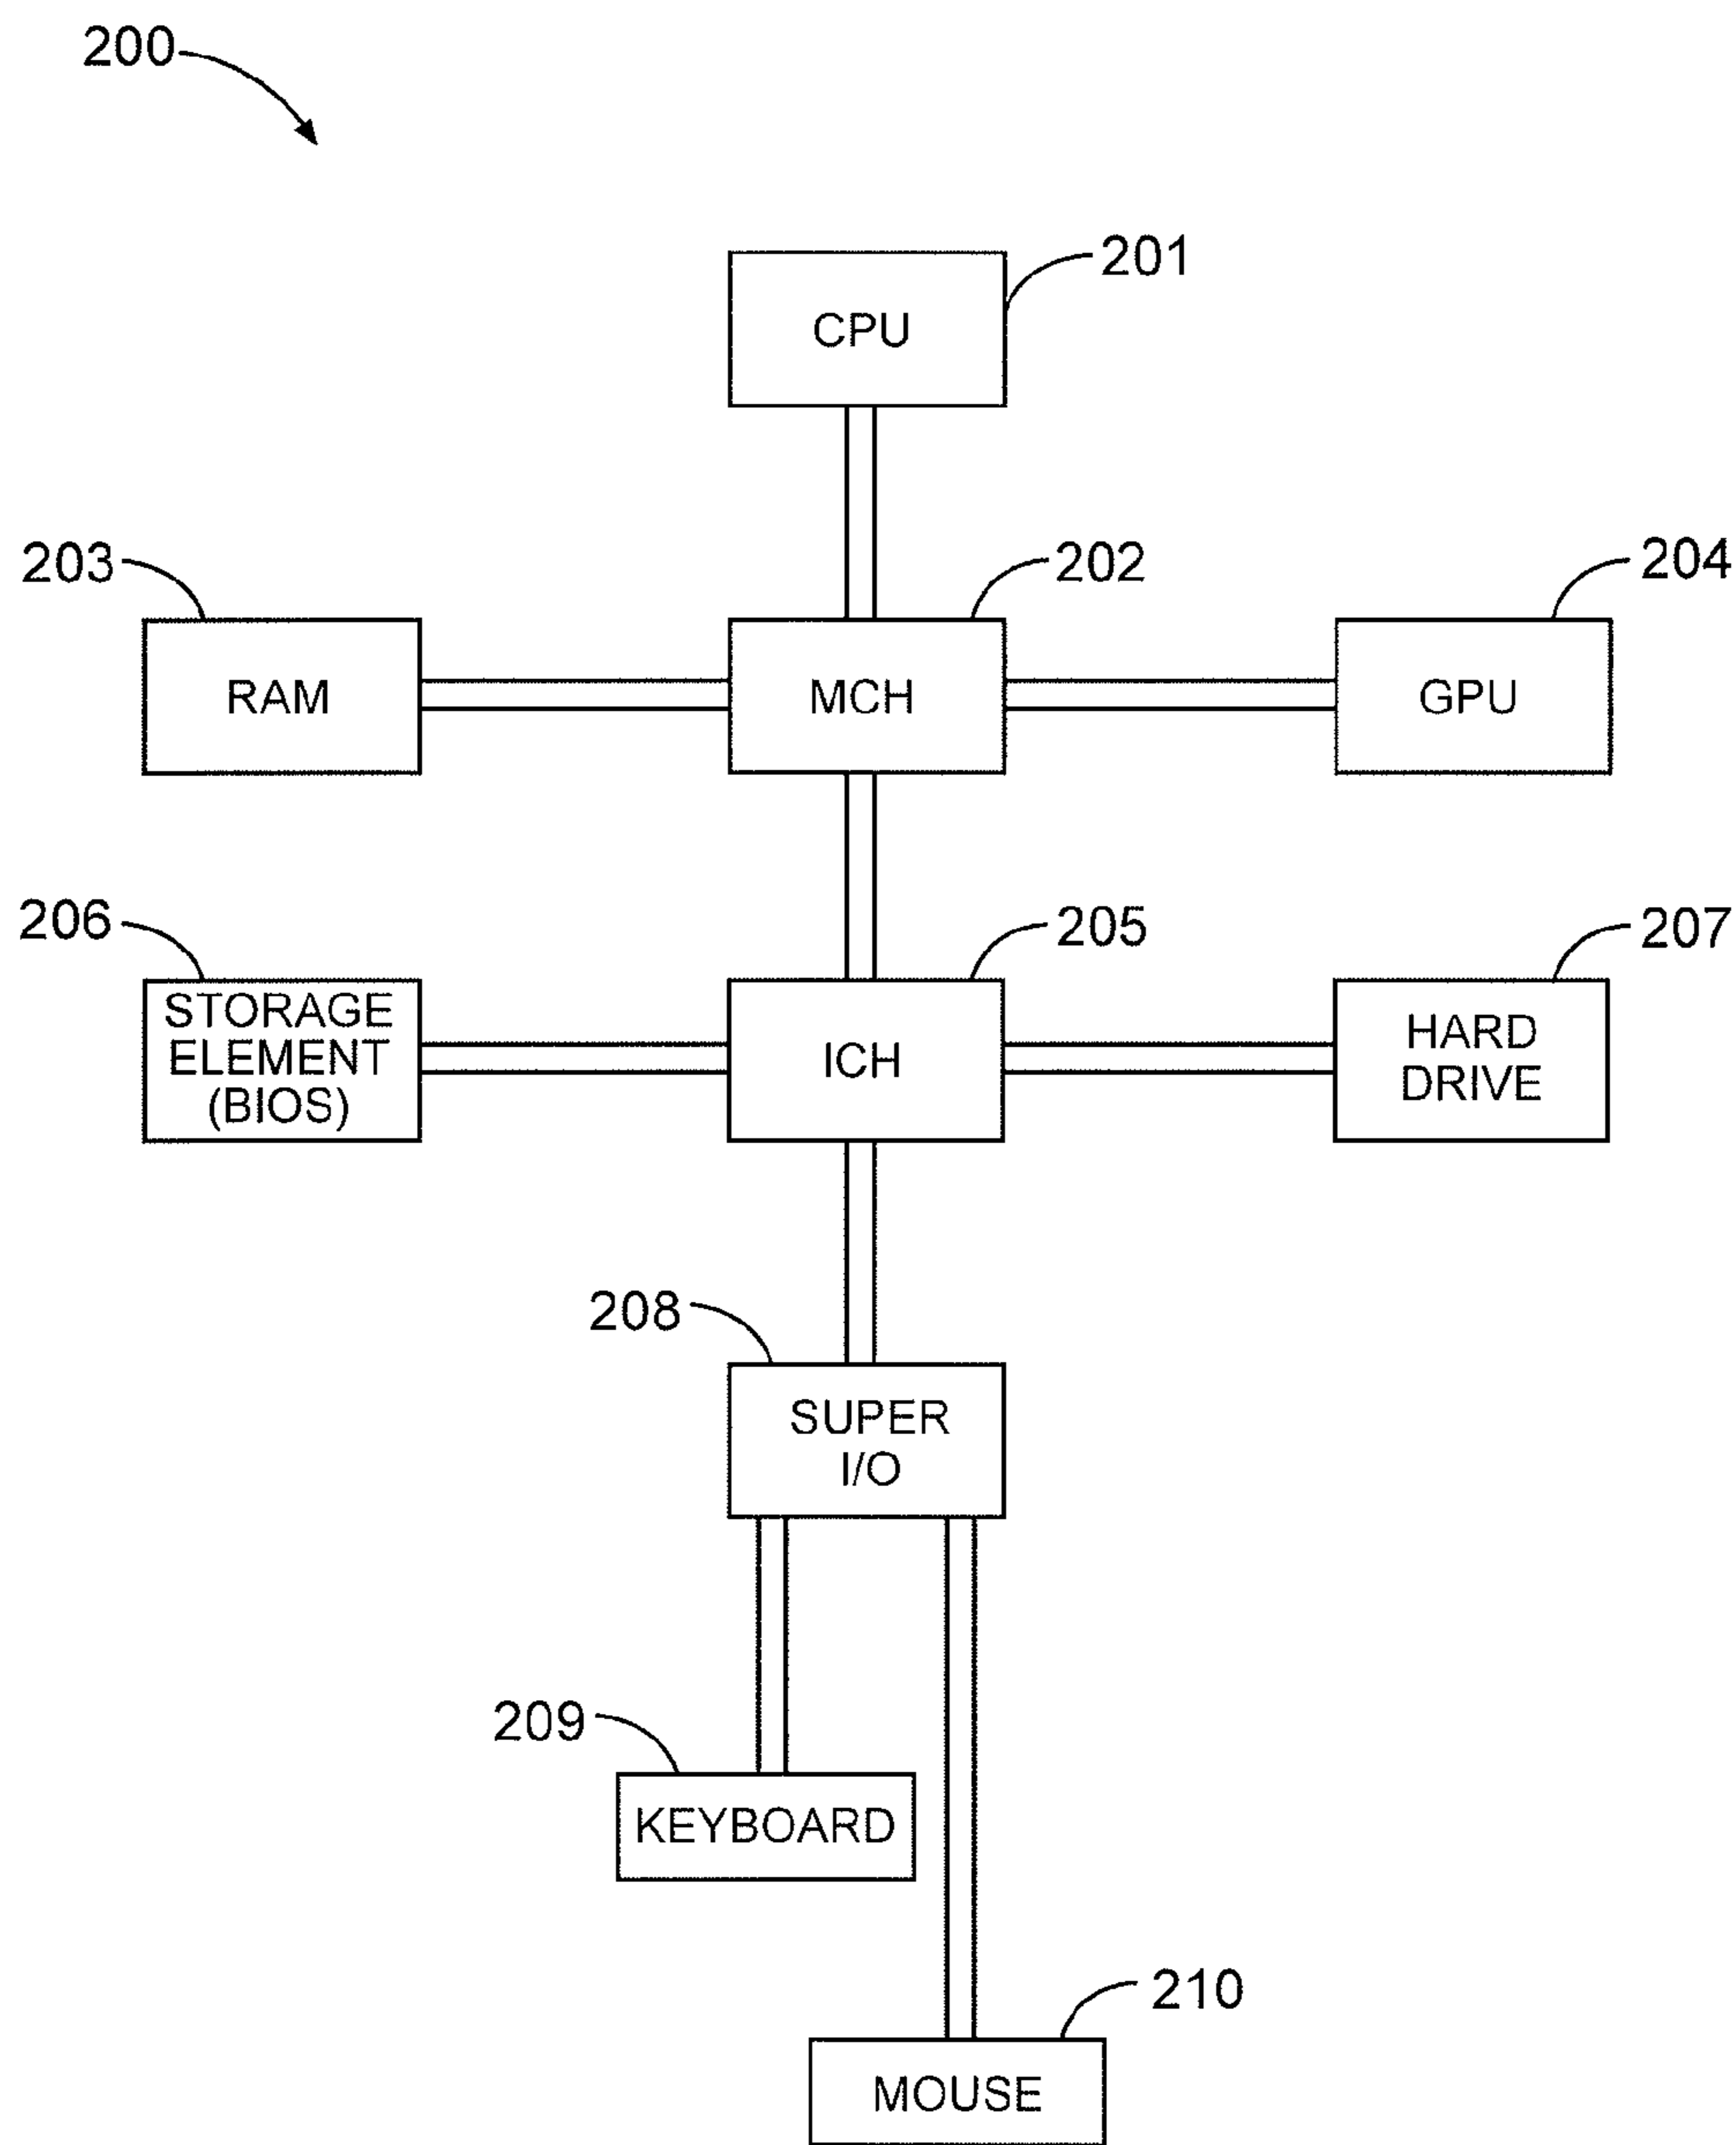 200
201
CPU
203
202
204
RAM
MCH
GPU
206
205
207
STORAGE
ELEMENT
(BIOS)
ICH
HARD
DRIVE
208
SUPER
I/O
209
KEYBOARD
210
MOUSE